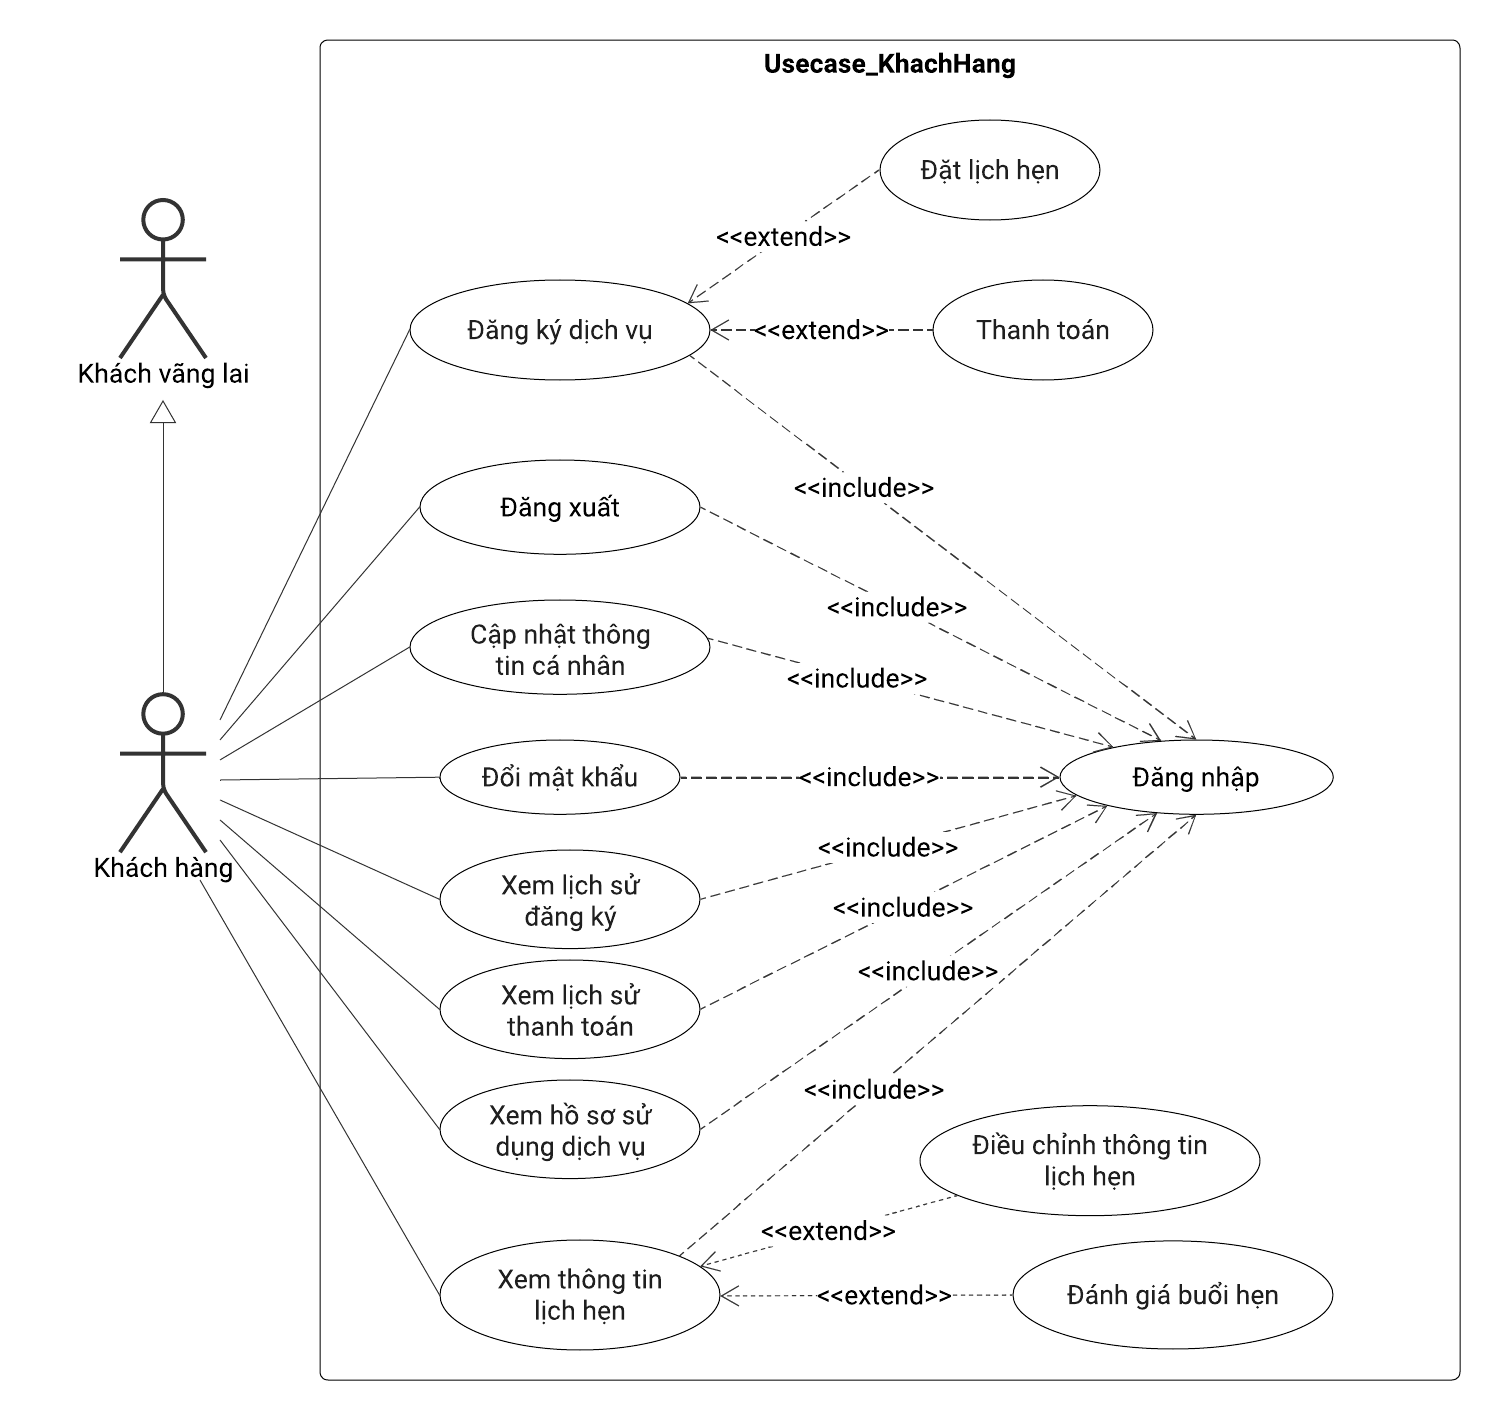 Usecase_KhachHang
Đặt lịch hẹn
<<extend>>
Đăng ký dịch vụ
<<extend>>
Thanh toán
Khách vãng lai
<<include>>
Đăng xuất
<<include>>
Cập nhật thông
tin cá nhân
<<include>>
Đổi mật khẩu
<<include>>
Đăng nhập
Khách hàng
<<include>>
Xem lịch sử
đăng ký
<<include>>
Xem lịch sử
thanh toán
<<include>>
Xem hồ sơ sử
dụng dịch vụ
<<include>>
Điều chỉnh thông tin
lịch hẹn
<<extend>>
Xem thông tin
lịch hẹn
<<extend>>
Đánh giá buổi hẹn